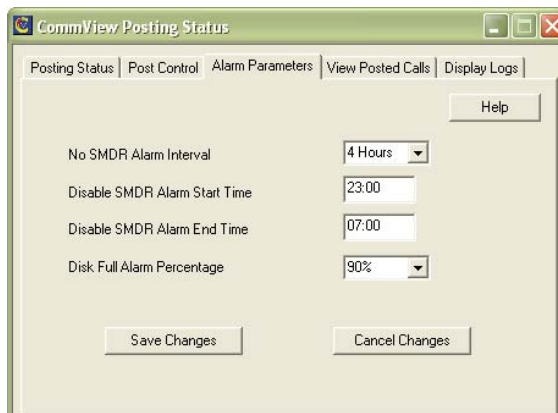 CommView Posting Status
Posting Status Post Control Alarm Parameters View Posted Calls Display Logs
Help
No SMDR Alarm Interval 4 Hours
Disable SMDR Alarm Start Time 23:00
Disable SMDR Alarm End Time 07:00
Disk Full Alarm Percentage 90%
Save Changes Cancel Changes